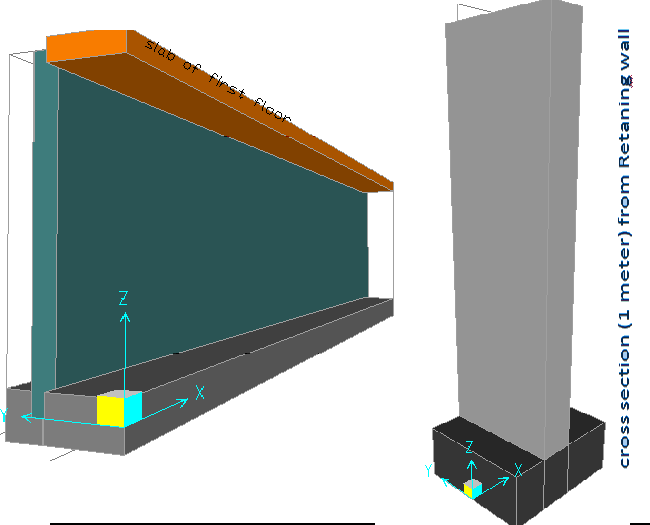 slab of first floor
Z
X
Y
cross section (1 meter) from Retaning wall
Z
X
Y